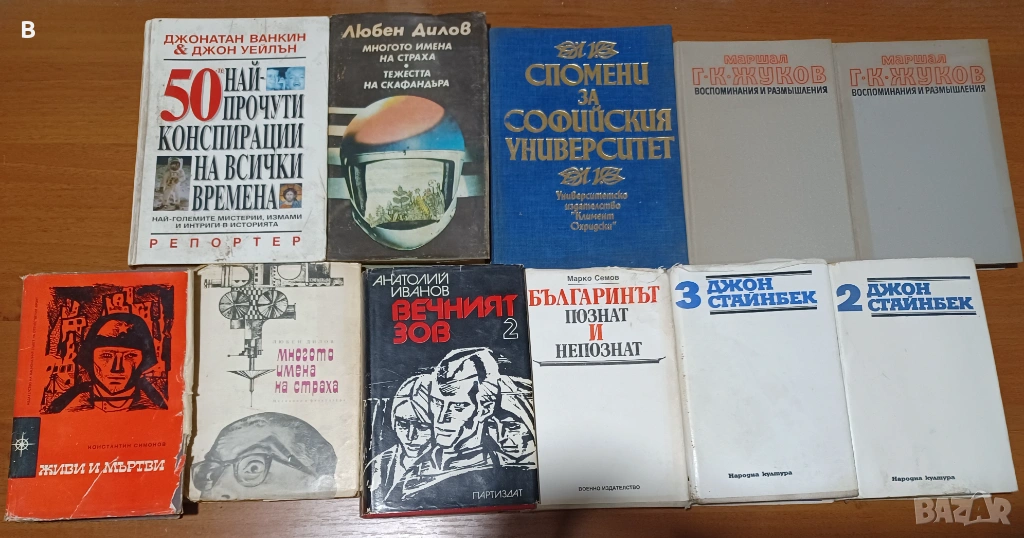 В
ДЖОНАТАН ВАНКИН
& ДЖОН УЕЙЛЪН
50те НАЙ-
ПРОЧУТИ
КОНСПИРАЦИИ
НА ВСИЧКИ
ВРЕМЕНА
НАЙ-ГОЛЕМИТЕ МИСТЕРИИ, ИЗМАМИ
И ИНТРИГИ В ИСТОРИЯТА
РЕПОРТЕР
Любен Дилов
МНОГОТО ИМЕНА
НА СТРАХА
•
ТЕЖЕСТТА
НА СКАФАНДЪРА
СПОМЕНИ
ЗА
СОФИЙСКИЯ
УНИВЕРСИТЕТ
Университетско
издателство
"Климент
Охридски"
МАРШАЛ
Г·К·ЖУКОВ
ВОСПОМИНАНИЯ И РАЗМЫШЛЕНИЯ
МАРШАЛ
Г·К·ЖУКОВ
ВОСПОМИНАНИЯ И РАЗМЫШЛЕНИЯ
КОНСТАНТИН СИМОНОВ
ЖИВИ И МЪРТВИ
ЛЮБЕН ДИЛОВ
многото
имена
на страха
АНАТОЛИЙ
ИВАНОВ
ВЕЧНИЯТ
ЗОВ
2
ПАРТИЗДАТ
Марко Семов
БЪЛГАРИНЪТ
ПОЗНАТ
И
НЕПОЗНАТ
ВОЕННО ИЗДАТЕЛСТВО
3 ДЖОН
СТАЙНБЕК
Народна култура
2 ДЖОН
СТАЙНБЕК
Народна култура
BAZAR